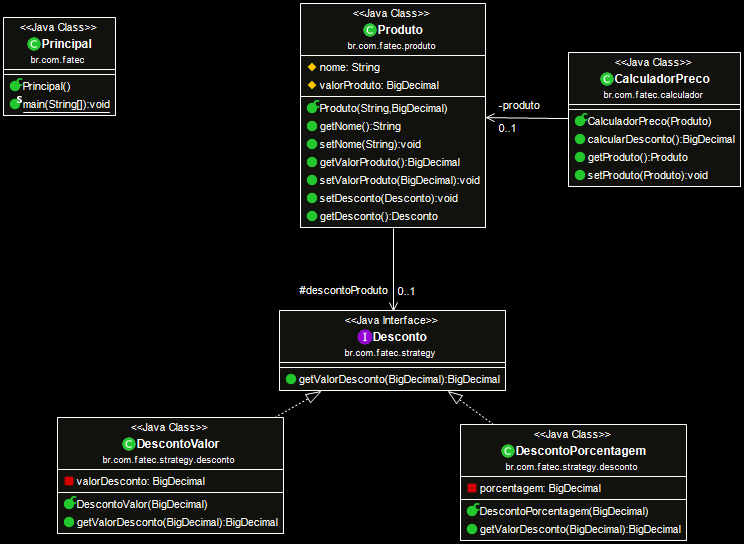 <<Java Class>>
Principal
br.com.fatec
Principal()
main(String[]):void
<<Java Class>>
Produto
br.com.fatec.produto
nome: String
valorProduto: BigDecimal
Produto(String,BigDecimal)
getNome():String
setNome(String):void
getValorProduto():BigDecimal
setValorProduto(BigDecimal):void
setDesconto(Desconto):void
getDesconto():Desconto
-produto
0..1
<<Java Class>>
CalculadorPreco
br.com.fatec.calculador
CalculadorPreco(Produto)
calcularDesconto():BigDecimal
getProduto():Produto
setProduto(Produto):void
#descontoProduto
0..1
<<Java Interface>>
Desconto
br.com.fatec.strategy
getValorDesconto(BigDecimal):BigDecimal
<<Java Class>>
DescontoValor
br.com.fatec.strategy.desconto
valorDesconto: BigDecimal
DescontoValor(BigDecimal)
getValorDesconto(BigDecimal):BigDecimal
<<Java Class>>
DescontoPorcentagem
br.com.fatec.strategy.desconto
porcentagem: BigDecimal
DescontoPorcentagem(BigDecimal)
getValorDesconto(BigDecimal):BigDecimal